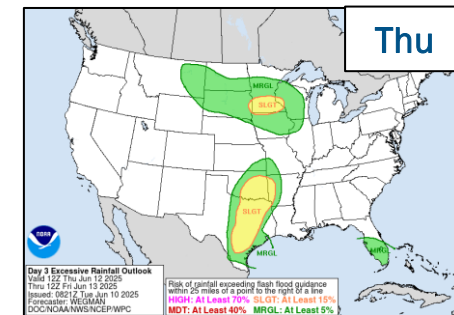 Thu
MRGL
SLGT
SLGT
MRGL
MRGL
NOAA
Day 3 Excessive Rainfall Outlook
Valid 12Z Thu Jun 12 2025
Thru 12Z Fri Jun 13 2025
Issued: 0821Z Tue Jun 10 2025
Forecaster: WEGMAN
DOC/NOAA/NWS/NCEP/WPC
Risk of rainfall exceeding flash flood guidance
within 25 miles of a point to the right of a line
HIGH: At Least 70% SLGT: At Least 15%
MDT: At Least 40% MRGL: At Least 5%